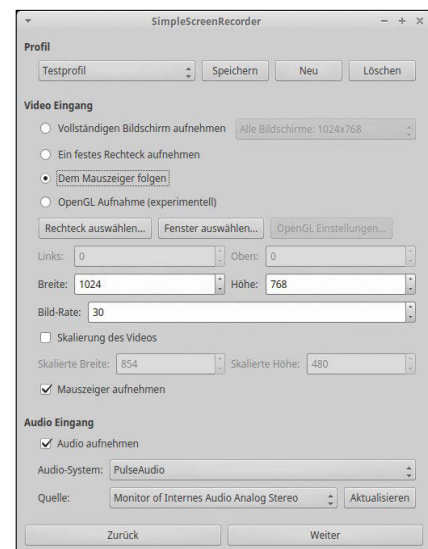 SimpleScreenRecorder
Profil
Testprofil Speichern Neu Löschen
Video Eingang
Vollständigen Bildschirm aufnehmen Alle Bildschirme: 1024x768
Ein festes Rechteck aufnehmen
Dem Mauszeiger folgen
OpenGL Aufnahme (experimentell)
Rechteck auswählen... Fenster auswählen... OpenGL Einstellungen...
Links: 0 Oben: 0
Breite: 1024 Höhe: 768
Bild-Rate: 30
Skalierung des Videos
Skalierte Breite: 854 Skalierte Höhe: 480
Mauszeiger aufnehmen
Audio Eingang
Audio aufnehmen
Audio-System: PulseAudio
Quelle: Monitor of Internes Audio Analog Stereo Aktualisieren
Zurück Weiter